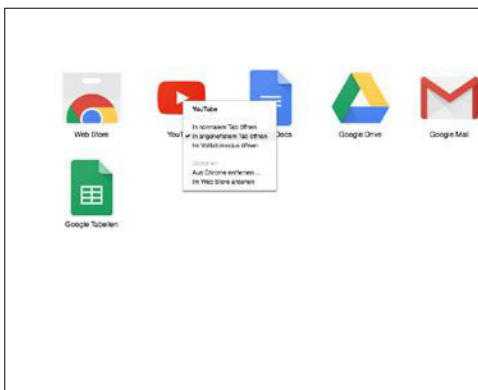 Web Store
YouT
Docs
Google Drive
Google Mail
YouTube
In normalem Tab öffnen
In angeheftetem Tab öffnen
Im Vollbildmodus öffnen
Optionen
Aus Chrome entfernen ...
Im Web Store ansehen
Google Tabellen